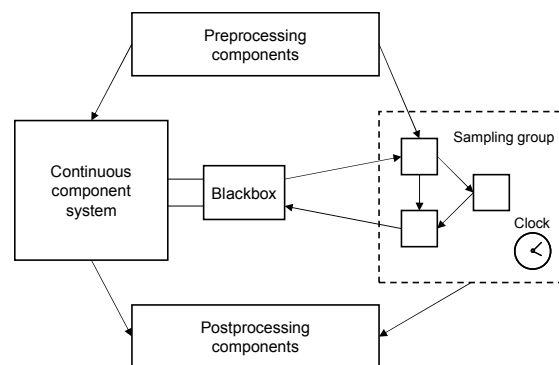 Preprocessing
components
Sampling group
Continuous
component
system
Blackbox
Clock
Postprocessing
components